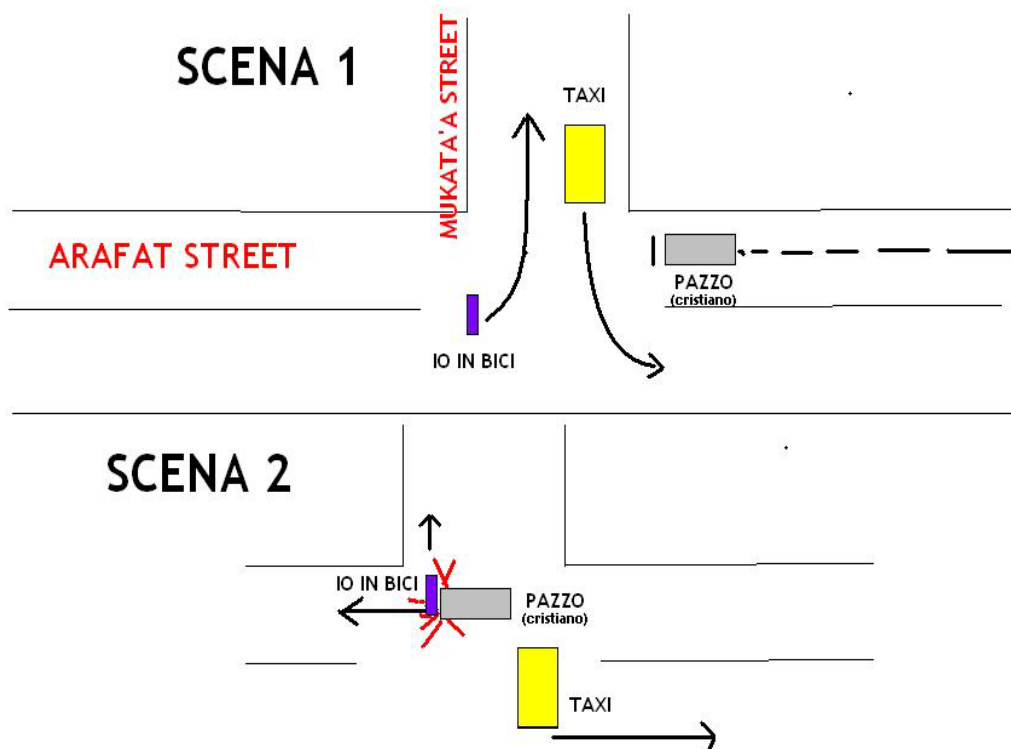 SCENA 1
MUKATA'A STREET
TAXI
ARAFAT STREET
PAZZO
(cristiano)
IO IN BICI
SCENA 2
IO IN BICI
PAZZO
(cristiano)
TAXI